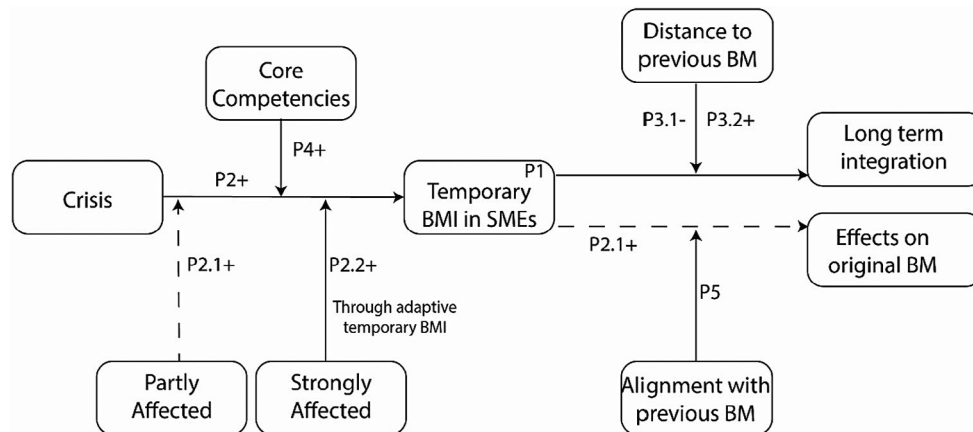 Distance to
previous BM
Core
Competencies
P3.1-
P3.2+
Long term
integration
P4+
P1
P2+
Crisis
Temporary
BMI in SMEs
Effects on
original BM
P2.1+
P2.1+
P2.2+
P5
Through adaptive
temporary BMI
Partly
Affected
Strongly
Affected
Alignment with
previous BM